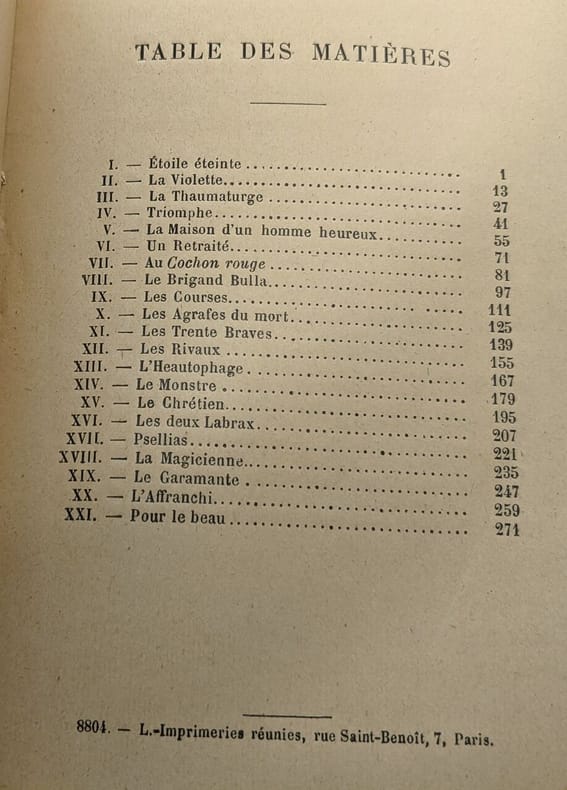 TABLE DES MATIÈRES
I. — Étoile éteinte ........................ 1
II. — La Violette........................ 13
III. — La Thaumaturge ........................ 27
IV. — Triomphe........................ 41
V. — La Maison d'un homme heureux........................ 55
VI. — Un Retraité........................ 71
VII. — Au Cochon rouge ........................ 81
VIII. — Le Brigand Bulla........................ 97
IX. — Les Courses........................ 111
X. — Les Agrafes du mort........................ 125
XI. — Les Trente Braves........................ 139
XII. — Les Rivaux ........................ 155
XIII. — L'Heautophage ........................ 167
XIV. — Le Monstre ........................ 179
XV. — Le Chrétien........................ 195
XVI. — Les deux Labrax........................ 207
XVII. — Psellias........................ 221
XVIII. — La Magicienne........................ 235
XIX. — Le Garamante ........................ 247
XX. — L'Affranchi........................ 259
XXI. — Pour le beau ........................ 271
8804. — L.-Imprimeries réunies, rue Saint-Benoît, 7, Paris.